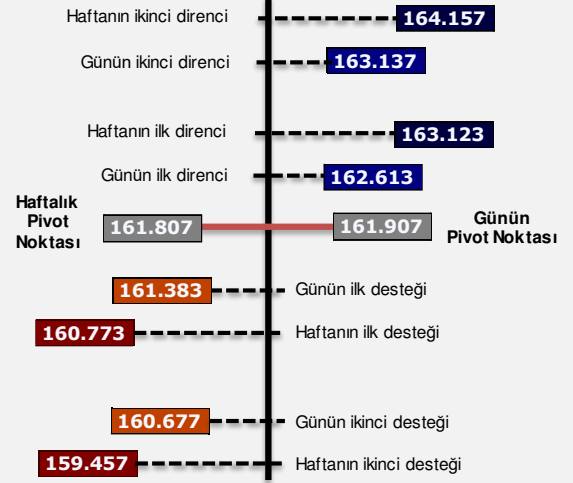 Haftanın ikinci direnci 164.157
Günün ikinci direnci 163.137
Haftanın ilk direnci 163.123
Günün ilk direnci 162.613
Haftalık
Pivot
Noktası
161.807
161.907
Günün
Pivot Noktası
161.383 Günün ilk desteği
160.773 Haftanın ilk desteği
160.677 Günün ikinci desteği
159.457 Haftanın ikinci desteği